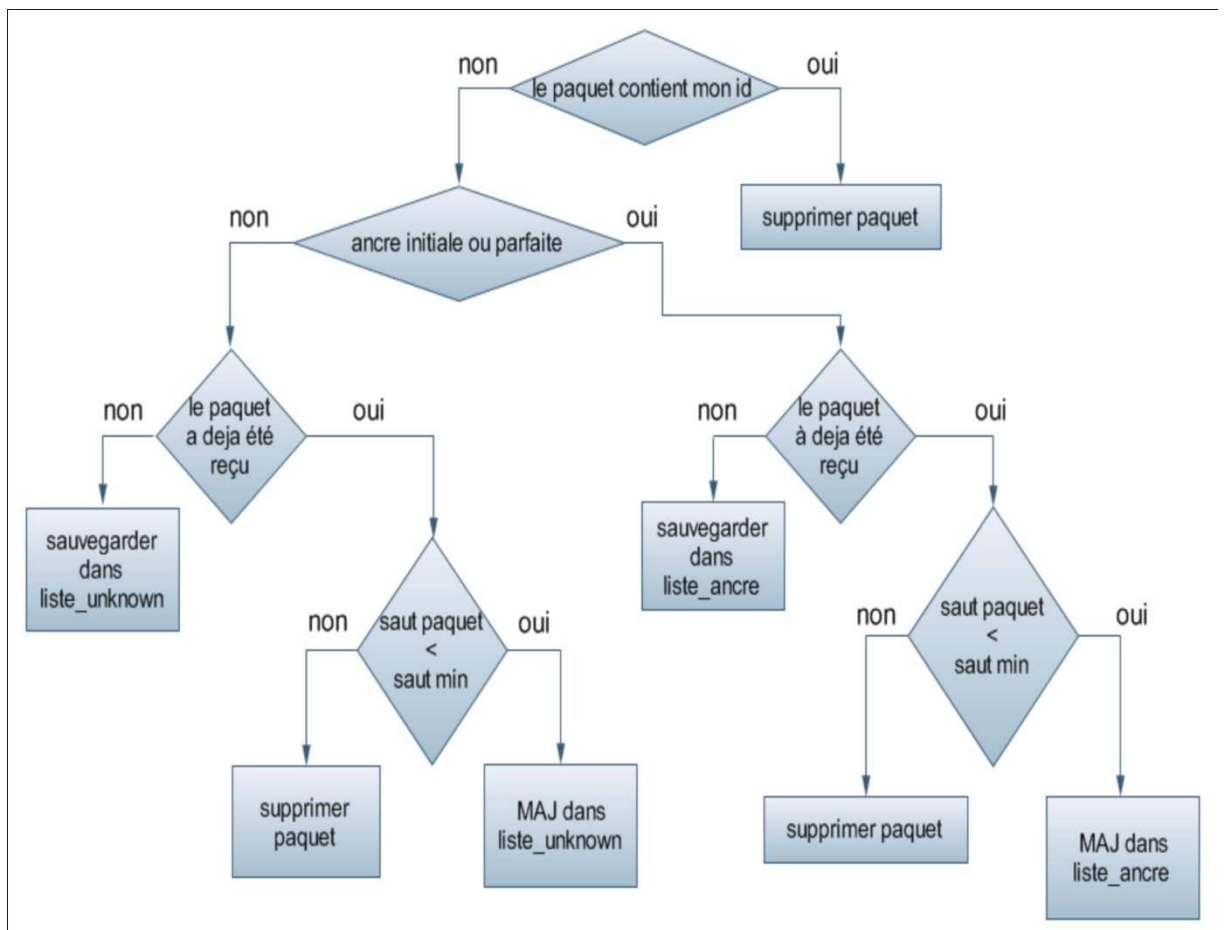 non
oui
le paquet contient mon id
supprimer paquet
non
oui
ancre initiale ou parfaite
non
le paquet
a deja été
reçu
oui
non
le paquet
à deja été
reçu
oui
sauvegarder
dans
liste_unknown
sauvegarder
dans
liste_ancre
non
saut paquet
<
saut min
oui
non
saut paquet
<
saut min
oui
supprimer
paquet
MAJ dans
liste_unknown
supprimer paquet
MAJ dans
liste_ancre